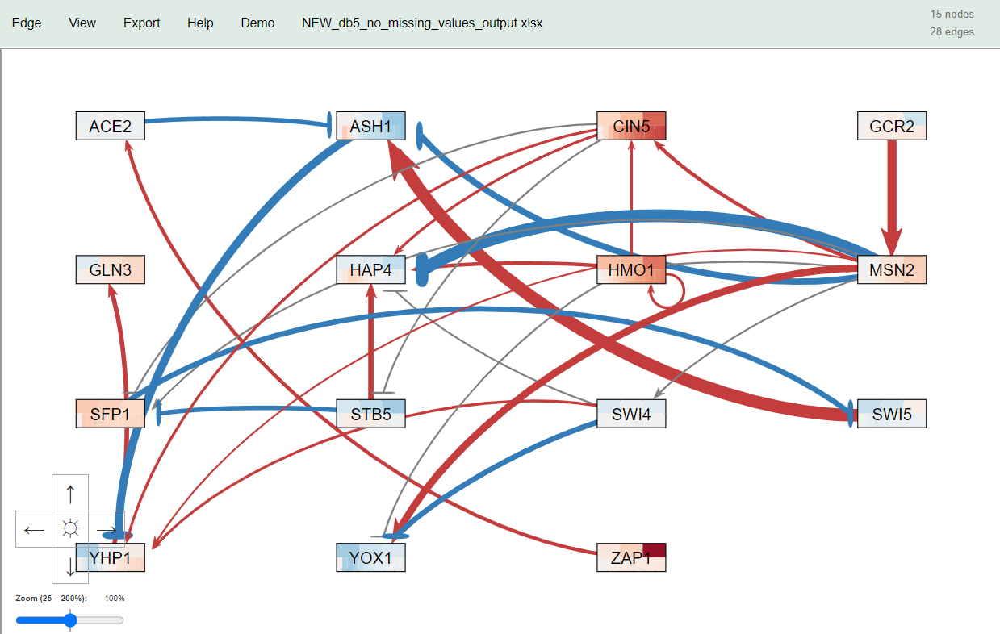 Edge View Export Help Demo NEW_db5_no_missing_values_output.xlsx
15 nodes
28 edges
ACE2 ASH1 CIN5 GCR2
GLN3 HAP4 HMO1 MSN2
SFP1 STB5 SWI4 SWI5
YHP1 YOX1 ZAP1
Zoom (25 – 200%): 100%